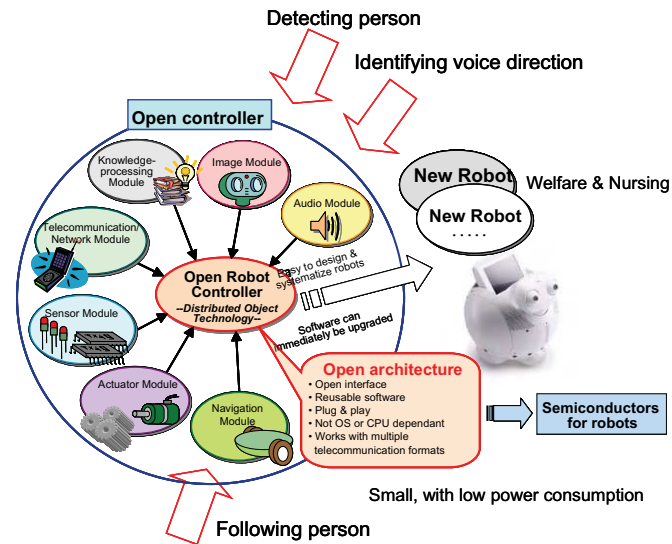 Detecting person
Identifying voice direction
Open controller
Knowledge-
processing
Module
Image Module
Audio Module
Telecommunication/
Network Module
Sensor Module
Actuator Module
Navigation
Module
Open Robot
Controller
--Distributed Object
Technology--
Easy to design &
systematize robots
Software can
immediately be upgraded
New Robot
New Robot
.....
Welfare & Nursing
Open architecture
• Open interface
• Reusable software
• Plug & play
• Not OS or CPU dependant
• Works with multiple
telecommunication formats
Semiconductors
for robots
Small, with low power consumption
Following person